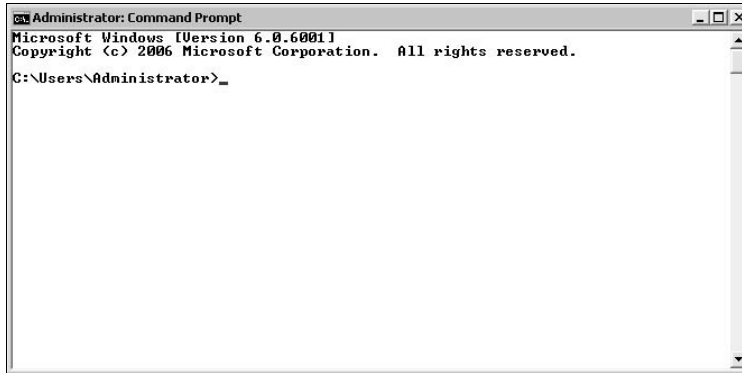 Administrator: Command Prompt
Microsoft Windows [Version 6.0.6001]
Copyright (c) 2006 Microsoft Corporation.  All rights reserved.
C:\Users\Administrator>_